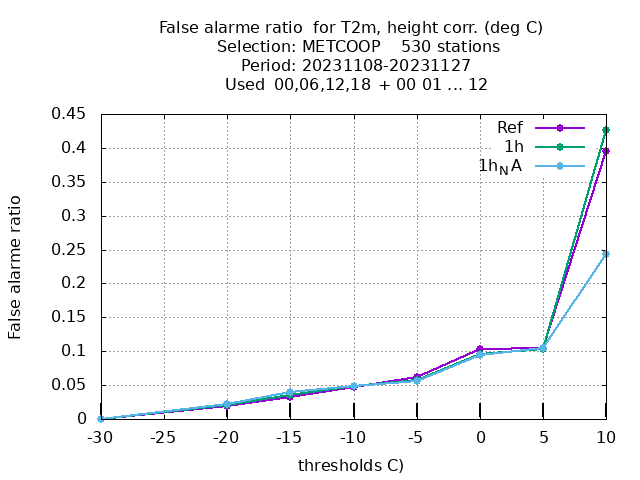 False alarme ratio  for T2m, height corr. (deg C)
Selection: METCOOP    530 stations
Period: 20231108-20231127
Used  00,06,12,18 + 00 01 ... 12
Ref
1h
1h_NA
False alarme ratio
0.45
0.4
0.35
0.3
0.25
0.2
0.15
0.1
0.05
0
-30 -25 -20 -15 -10 -5 0 5 10
thresholds C)